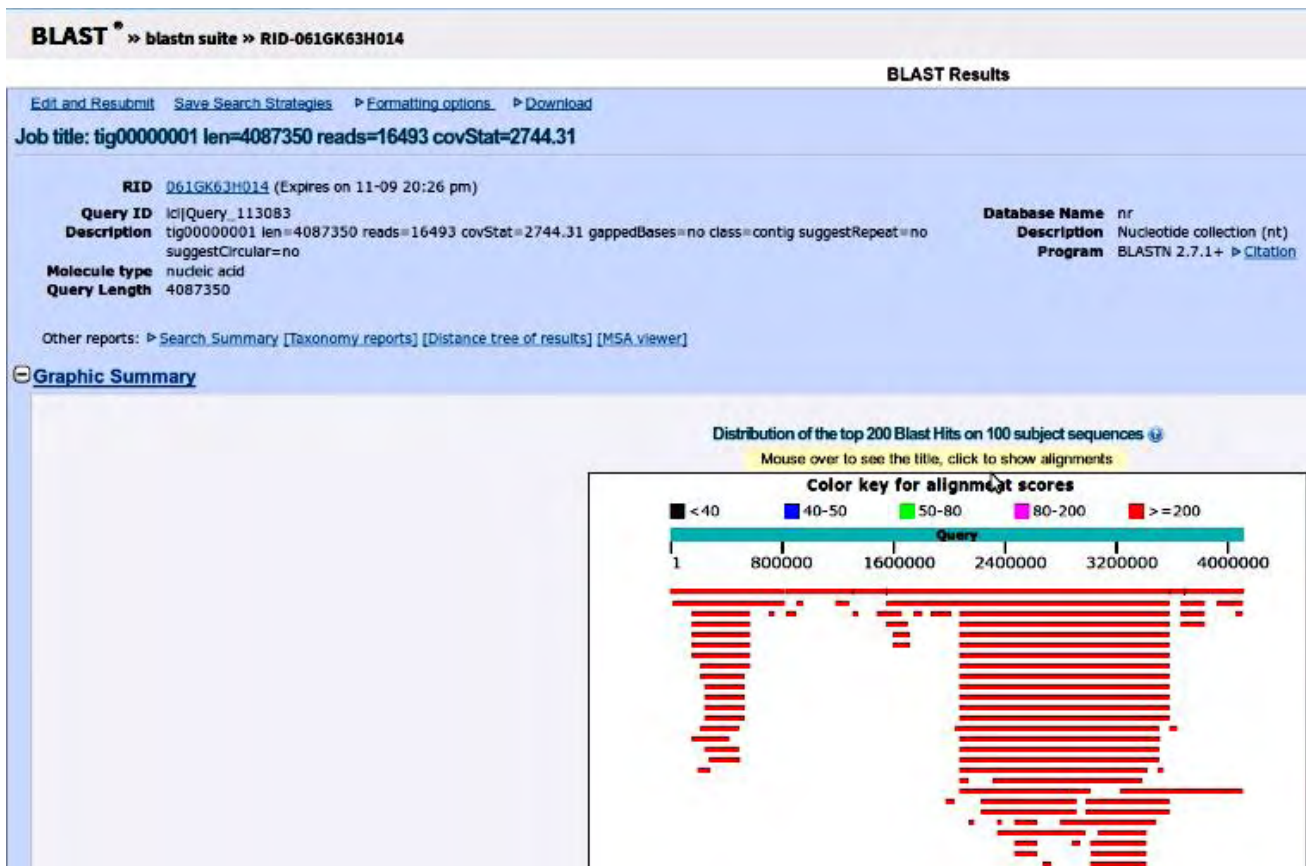 BLAST ® » blastn suite » RID-061GK63H014
BLAST Results
Edit and Resubmit Save Search Strategies Formatting options Download
Job title: tig00000001 len=4087350 reads=16493 covStat=2744.31
RID 061GK63H014 (Expires on 11-09 20:26 pm)
Query ID lcl|Query_113083
Description tig00000001 len=4087350 reads=16493 covStat=2744.31 gappedBases=no class=contig suggestRepeat=no
suggestCircular=no
Molecule type nucleic acid
Query Length 4087350
Database Name nr
Description Nucleotide collection (nt)
Program BLASTN 2.7.1+ Citation
Other reports: Search Summary [Taxonomy reports] [Distance tree of results] [MSA viewer]
Graphic Summary
Distribution of the top 200 Blast Hits on 100 subject sequences
Mouse over to see the title, click to show alignments
Color key for alignment scores
<40 40-50 50-80 80-200 >=200
Query
1 800000 1600000 2400000 3200000 4000000